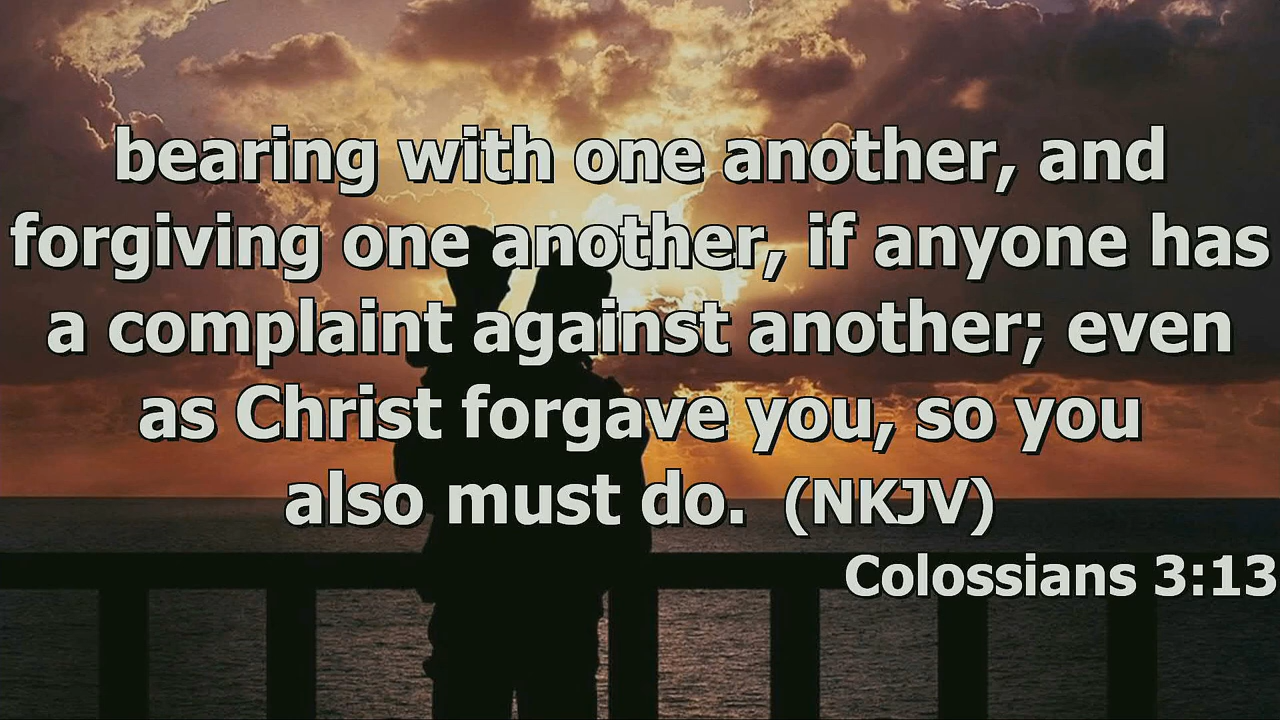 bearing with one another, and
forgiving one another, if anyone has
a complaint against another; even
as Christ forgave you, so you
also must do.  (NKJV)
Colossians 3:13